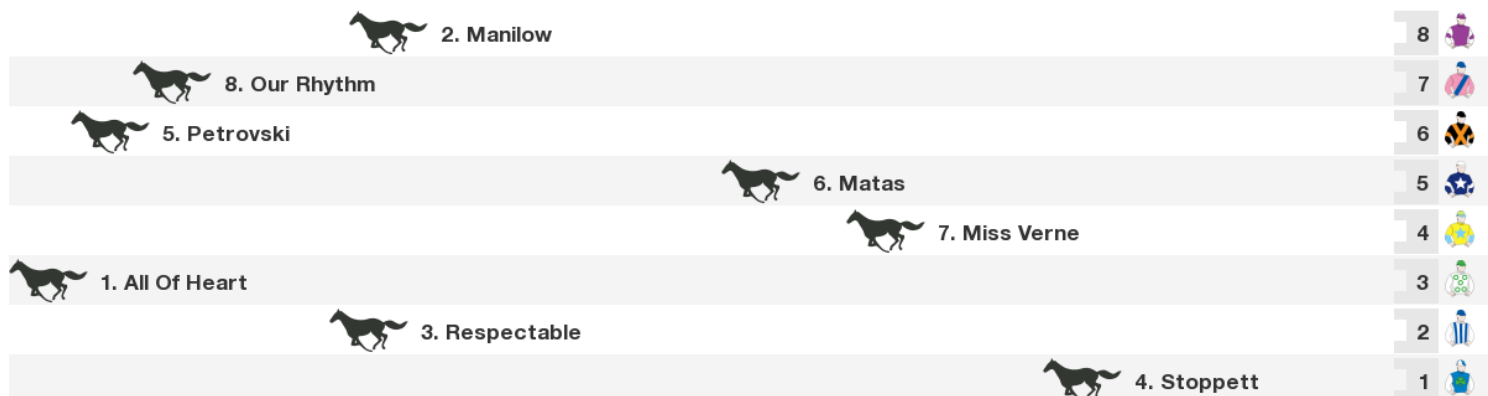 2. Manilow 8
8. Our Rhythm 7
5. Petrovski 6
6. Matas 5
7. Miss Verne 4
1. All Of Heart 3
3. Respectable 2
4. Stoppett 1